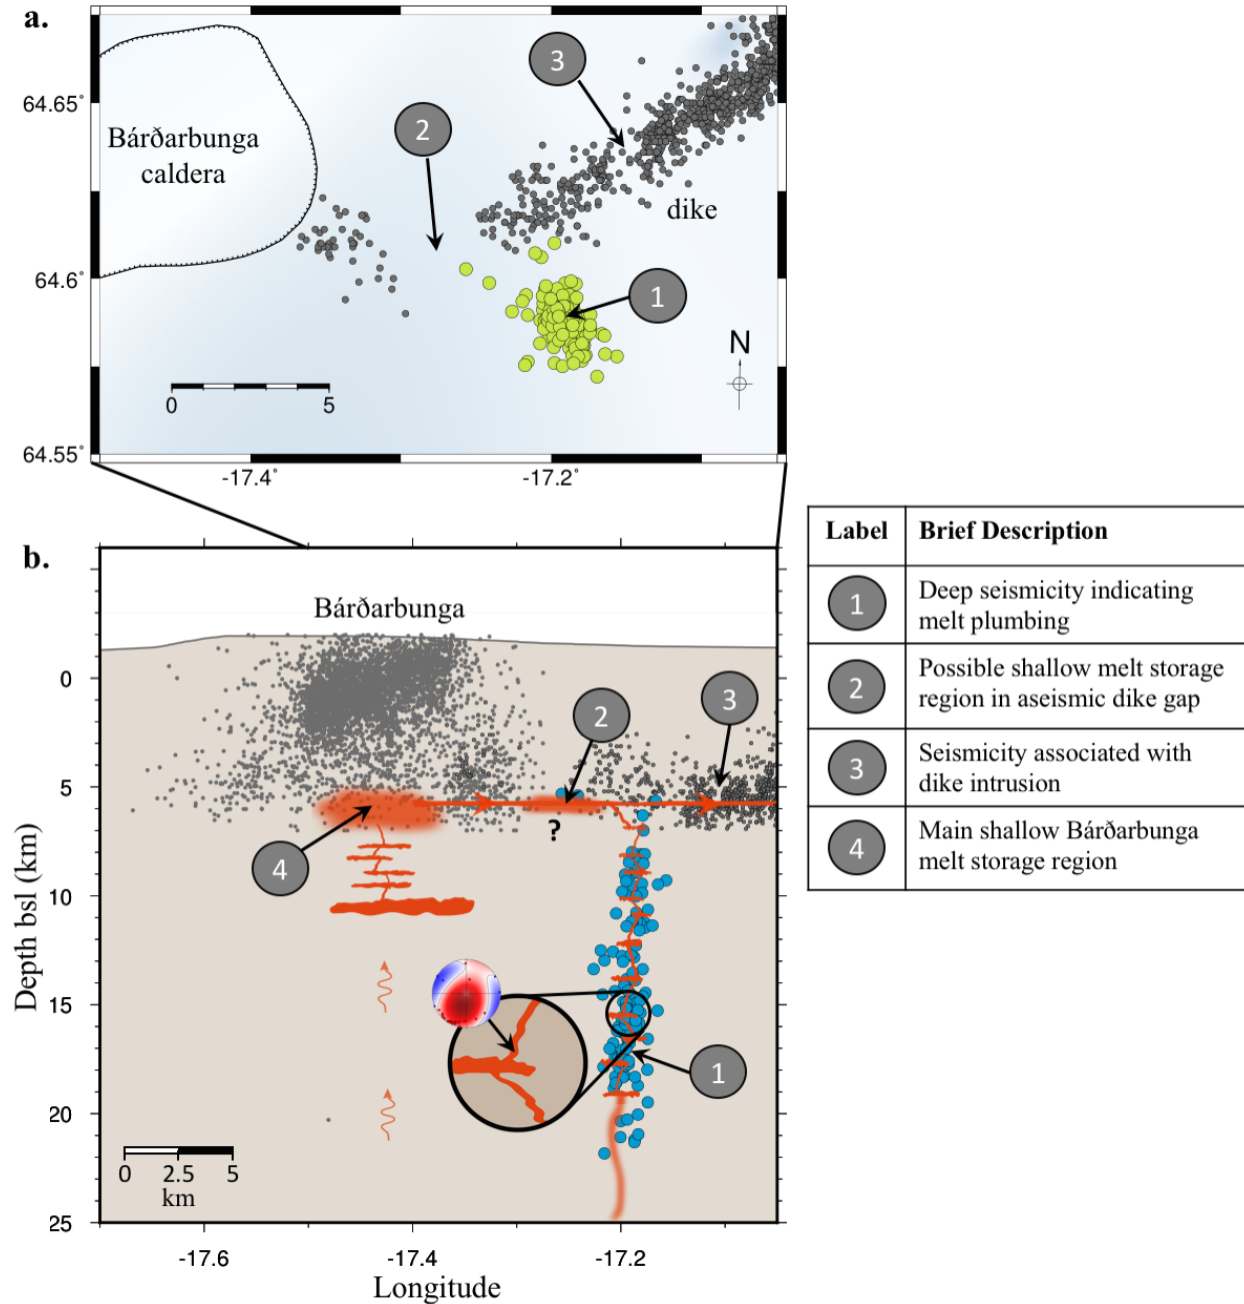 a.
-17.4˚
-17.2˚
3
64.65˚
2
Bárðarbunga
caldera
dike
64.6˚
1
N
0
5
64.55˚
-17.4˚
-17.2˚
b.
Bárðarbunga
0
2
3
5
?
4
10
Depth bsl (km)
15
1
20
0
2.5
5
km
25
-17.6
-17.4
-17.2
Longitude
Label
Brief Description
1
Deep seismicity indicating
melt plumbing
2
Possible shallow melt storage
region in aseismic dike gap
3
Seismicity associated with
dike intrusion
4
Main shallow Bárðarbunga
melt storage region